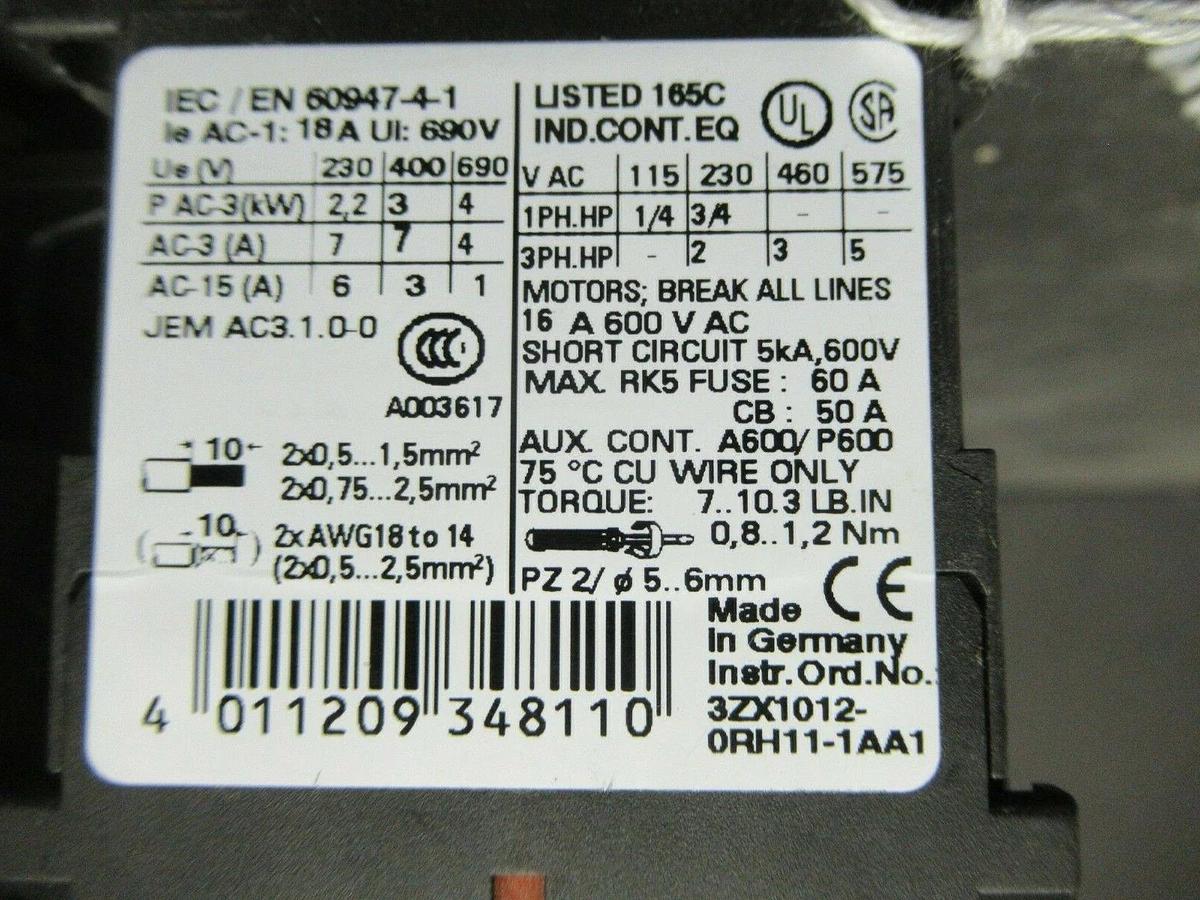 IEC / EN 60947-4-1
Ie AC-1: 18 A UI: 690V
Ue (V) 230 400 690
P AC-3(kW) 2,2 3 4
AC-3 (A) 7 7 4
AC-15 (A) 6 3 1
JEM AC3.1.0-0
CCC
A003617
10 2x0,5...1,5mm²
2x0,75...2,5mm²
10 2xAWG18 to 14
(2x0,5...2,5mm²)
LISTED 165C
IND.CONT.EQ
UL SA
V AC 115 230 460 575
1PH.HP 1/4 3/4 - -
3PH.HP - 2 3 5
MOTORS; BREAK ALL LINES
16 A 600 V AC
SHORT CIRCUIT 5kA,600V
MAX. RK5 FUSE : 60 A
CB : 50 A
AUX. CONT. A600/ P600
75 °C CU WIRE ONLY
TORQUE: 7..10.3 LB.IN
0,8..1,2 Nm
PZ 2/ ø 5..6mm
CE
Made
in Germany
Instr.Ord.No.:
3ZX1012-
0RH11-1AA1
4 011209 348110